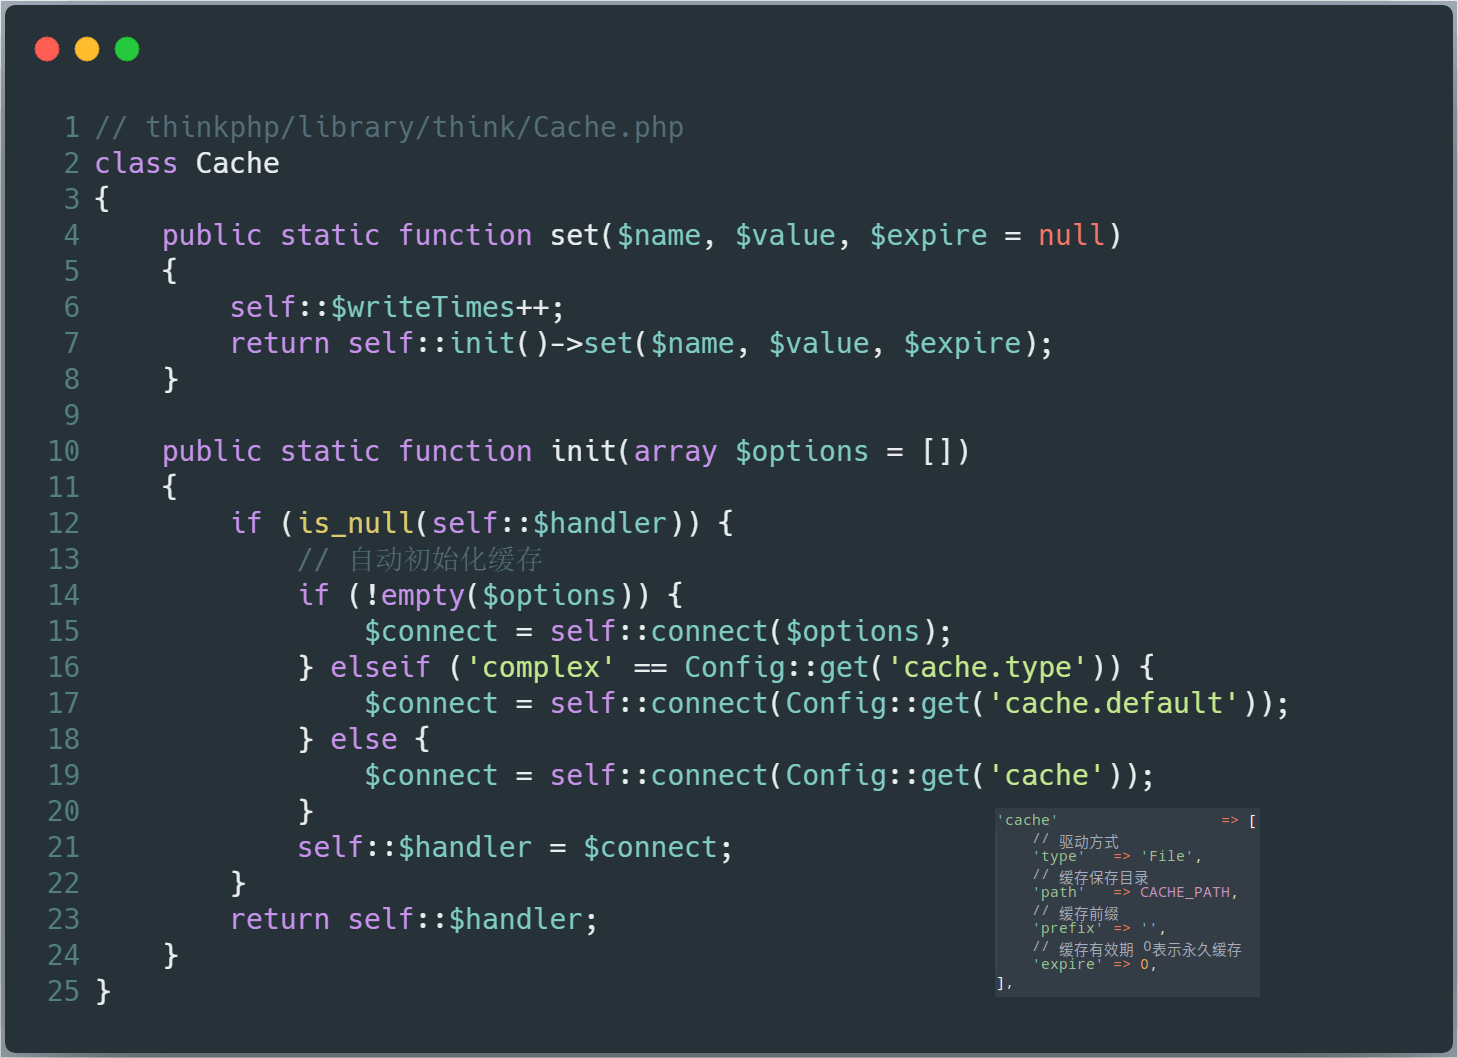 1 // thinkphp/library/think/Cache.php
2 class Cache
3 {
4     public static function set($name, $value, $expire = null)
5     {
6         self::$writeTimes++;
7         return self::init()->set($name, $value, $expire);
8     }
9
10     public static function init(array $options = [])
11     {
12         if (is_null(self::$handler)) {
13             // 自动初始化缓存
14             if (!empty($options)) {
15                 $connect = self::connect($options);
16             } elseif ('complex' == Config::get('cache.type')) {
17                 $connect = self::connect(Config::get('cache.default'));
18             } else {
19                 $connect = self::connect(Config::get('cache'));
20             }
21             self::$handler = $connect;
22         }
23         return self::$handler;
24     }
25 }
'cache' => [
    // 驱动方式
    'type' => 'File',
    // 缓存保存目录
    'path' => CACHE_PATH,
    // 缓存前缀
    'prefix' => '',
    // 缓存有效期 0表示永久缓存
    'expire' => 0,
],